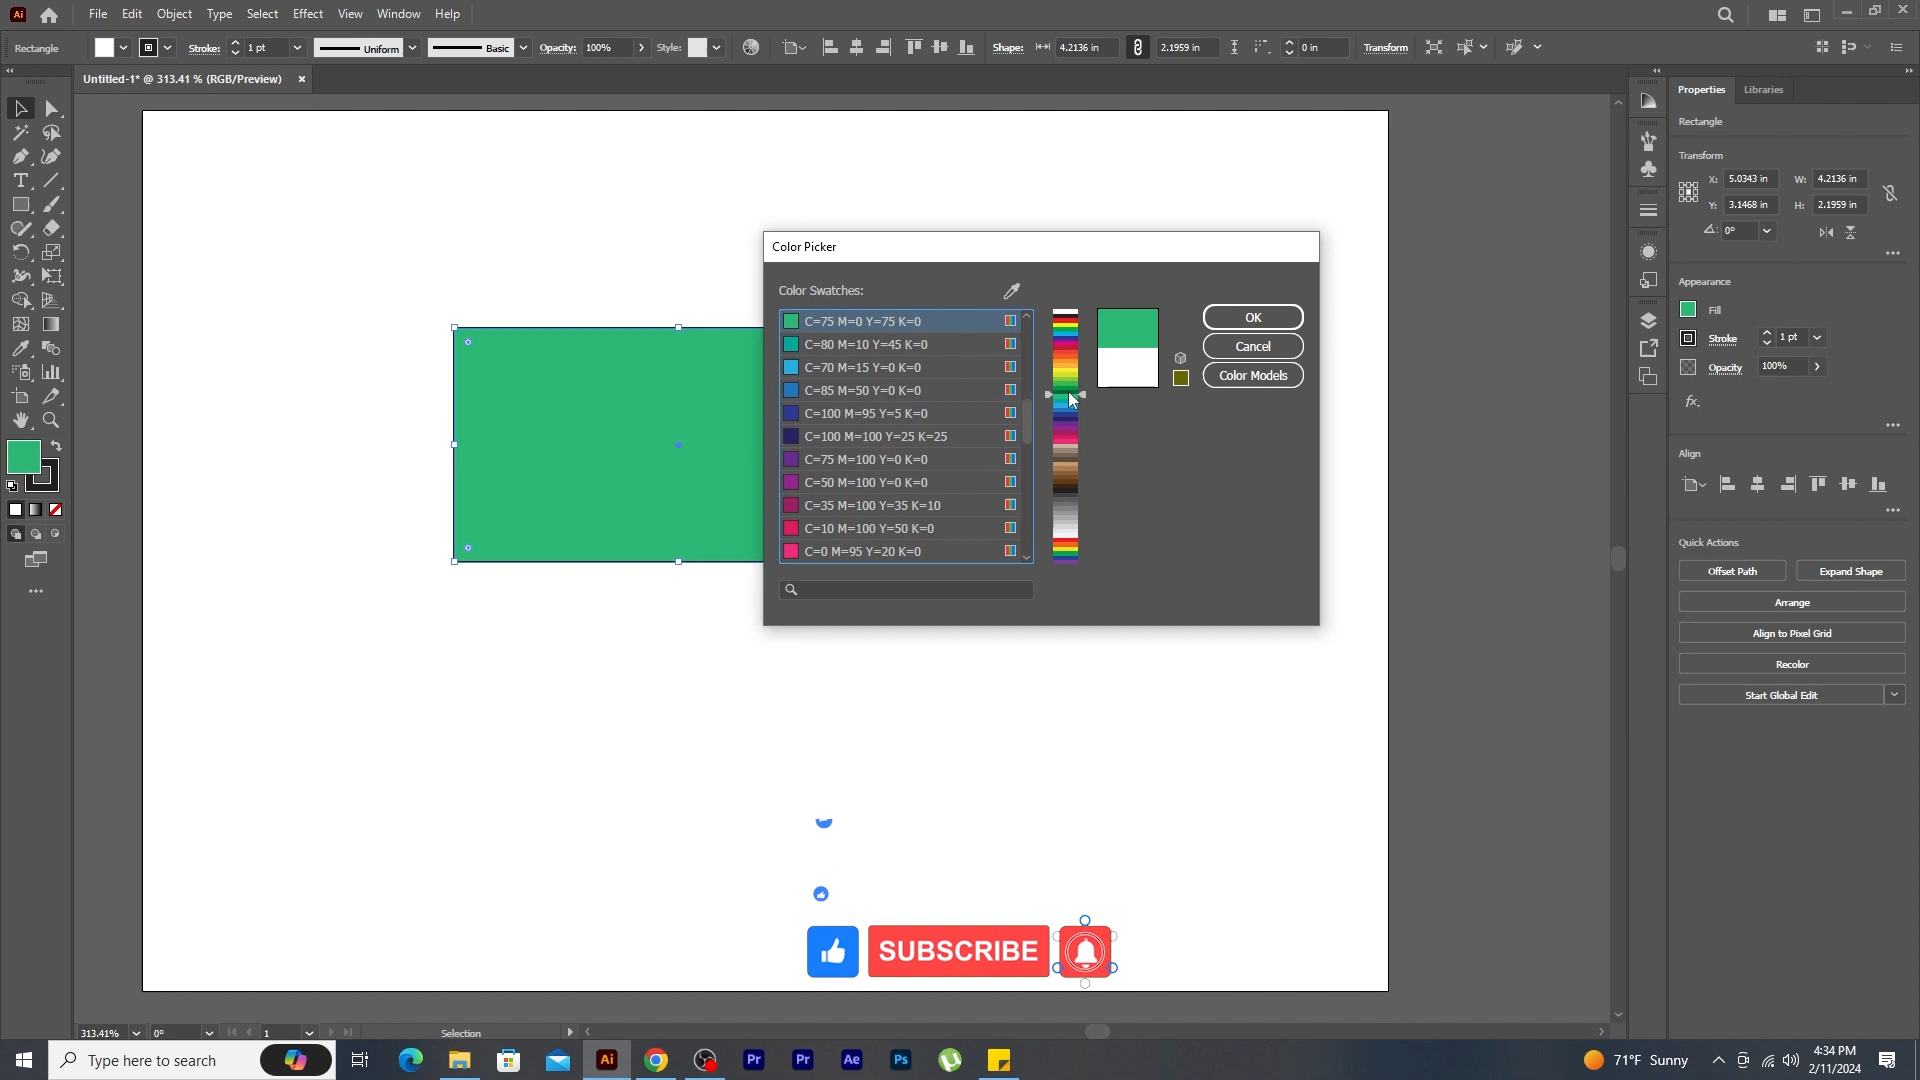 Ai File Edit Object Type Select Effect View Window Help
Rectangle Stroke: 1 pt Uniform Basic Opacity: 100% Style: Shape: 4.2136 in 2.1959 in 0 in Transform
Untitled-1* @ 313.41 % (RGB/Preview) ×
Properties Libraries
Rectangle
Transform
X: 5.0343 in W: 4.2136 in
Y: 3.1468 in H: 2.1959 in
0°
Appearance
Fill
Stroke 1 pt
Opacity 100%
fx.
Align
Quick Actions
Offset Path Expand Shape
Arrange
Align to Pixel Grid
Recolor
Start Global Edit
Color Picker
Color Swatches:
C=75 M=0 Y=75 K=0
C=80 M=10 Y=45 K=0
C=70 M=15 Y=0 K=0
C=85 M=50 Y=0 K=0
C=100 M=95 Y=5 K=0
C=100 M=100 Y=25 K=25
C=75 M=100 Y=0 K=0
C=50 M=100 Y=0 K=0
C=35 M=100 Y=35 K=10
C=10 M=100 Y=50 K=0
C=0 M=95 Y=20 K=0
OK
Cancel
Color Models
SUBSCRIBE
313.41% 0° 1 Selection
Type here to search
Ai Pr Pr Ae Ps
71°F Sunny
4:34 PM
2/11/2024